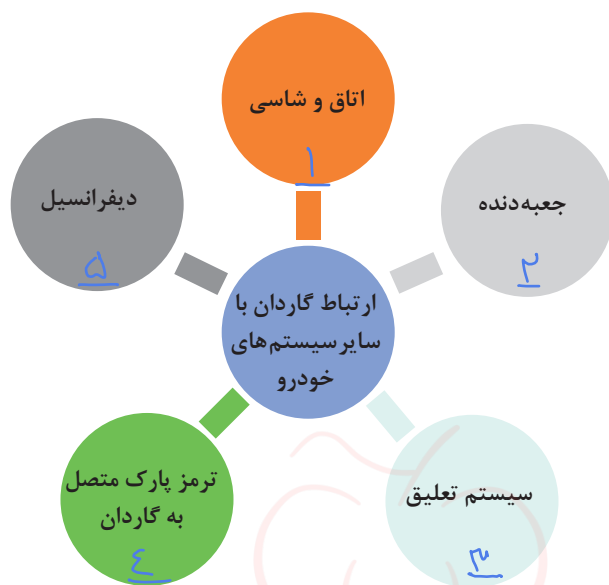 اتاق و شاسی
۱
جعبه‌دنده
۲
سیستم تعلیق
۳
ترمز پارک متصل
به گاردان
٤
دیفرانسیل
۵
ارتباط گاردان با
سایرسیستم‌های
خودرو